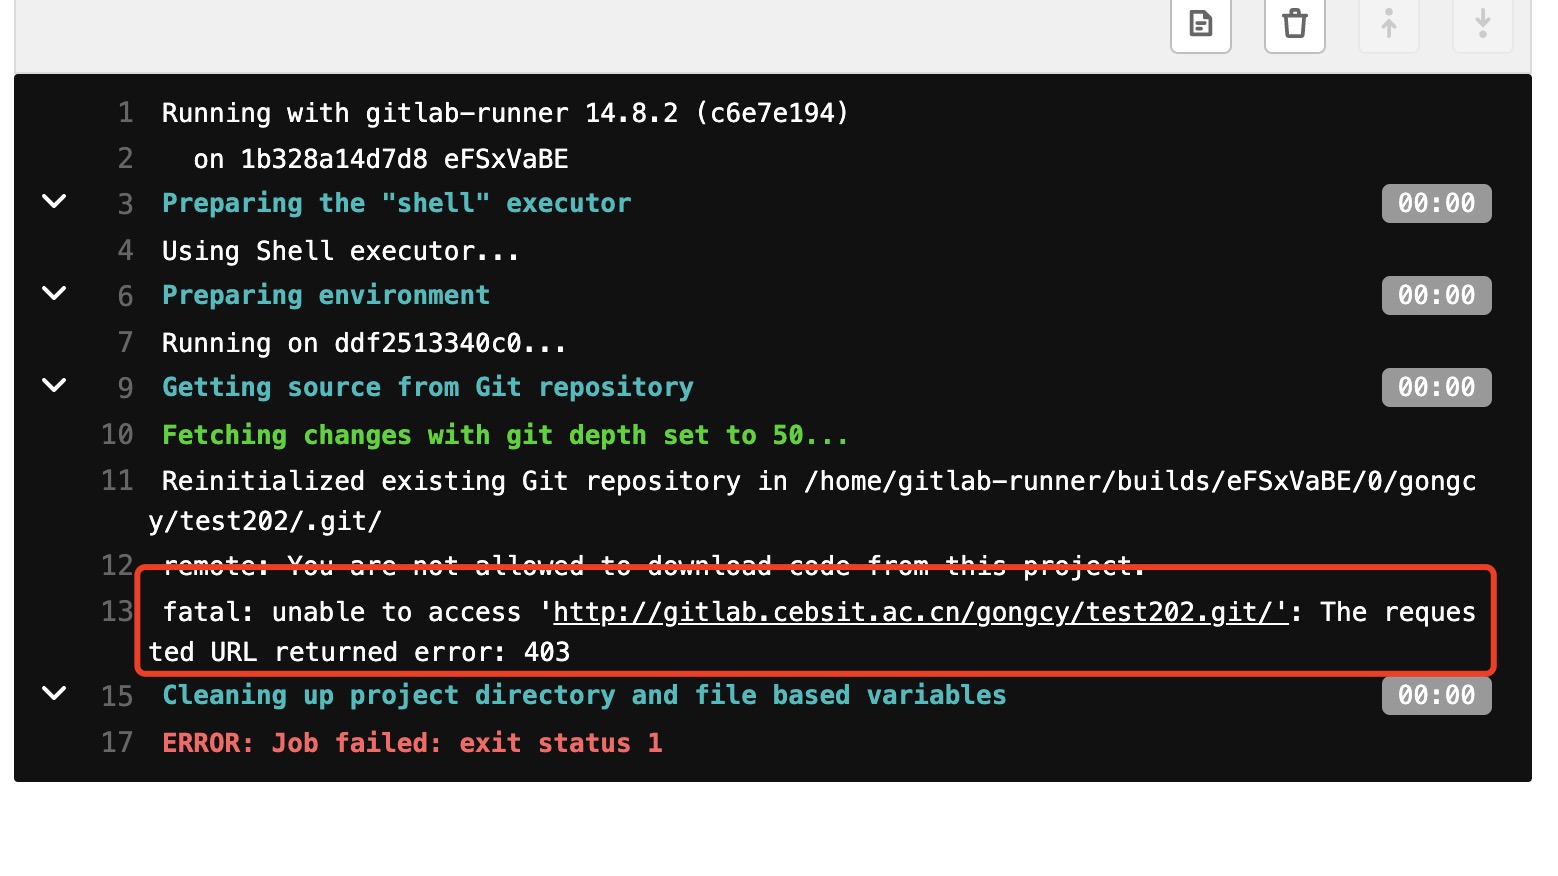 1 Running with gitlab-runner 14.8.2 (c6e7e194)
2 on 1b328a14d7d8 eFSxVaBE
3 Preparing the "shell" executor 00:00
4 Using Shell executor...
6 Preparing environment 00:00
7 Running on ddf2513340c0...
9 Getting source from Git repository 00:00
10 Fetching changes with git depth set to 50...
11 Reinitialized existing Git repository in /home/gitlab-runner/builds/eFSxVaBE/0/gongc
y/test202/.git/
12 remote: You are not allowed to download code from this project.
13 fatal: unable to access 'http://gitlab.cebsit.ac.cn/gongcy/test202.git/': The reques
ted URL returned error: 403
15 Cleaning up project directory and file based variables 00:00
17 ERROR: Job failed: exit status 1